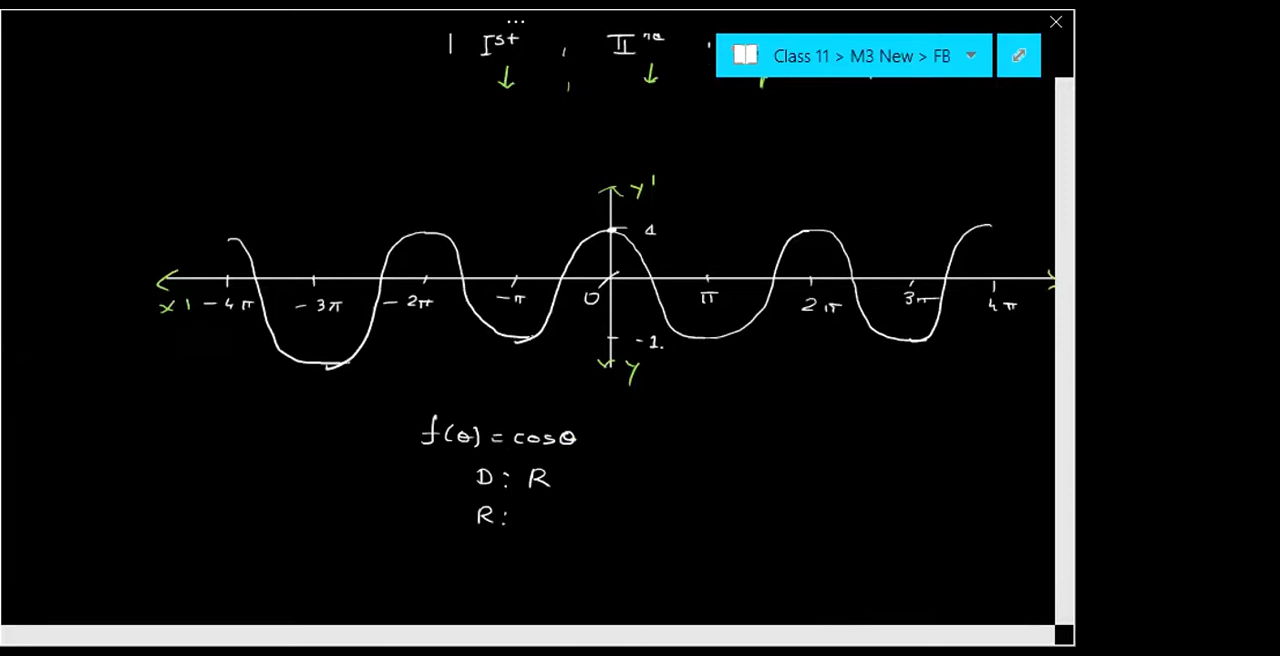 I Ist , IInd
Class 11 > M3 New > FB
Y'
1
X' -4π -3π -2π -π 0 π 2π 3π 4π
-1.
Y
f(θ) = cosθ
D: R
R: